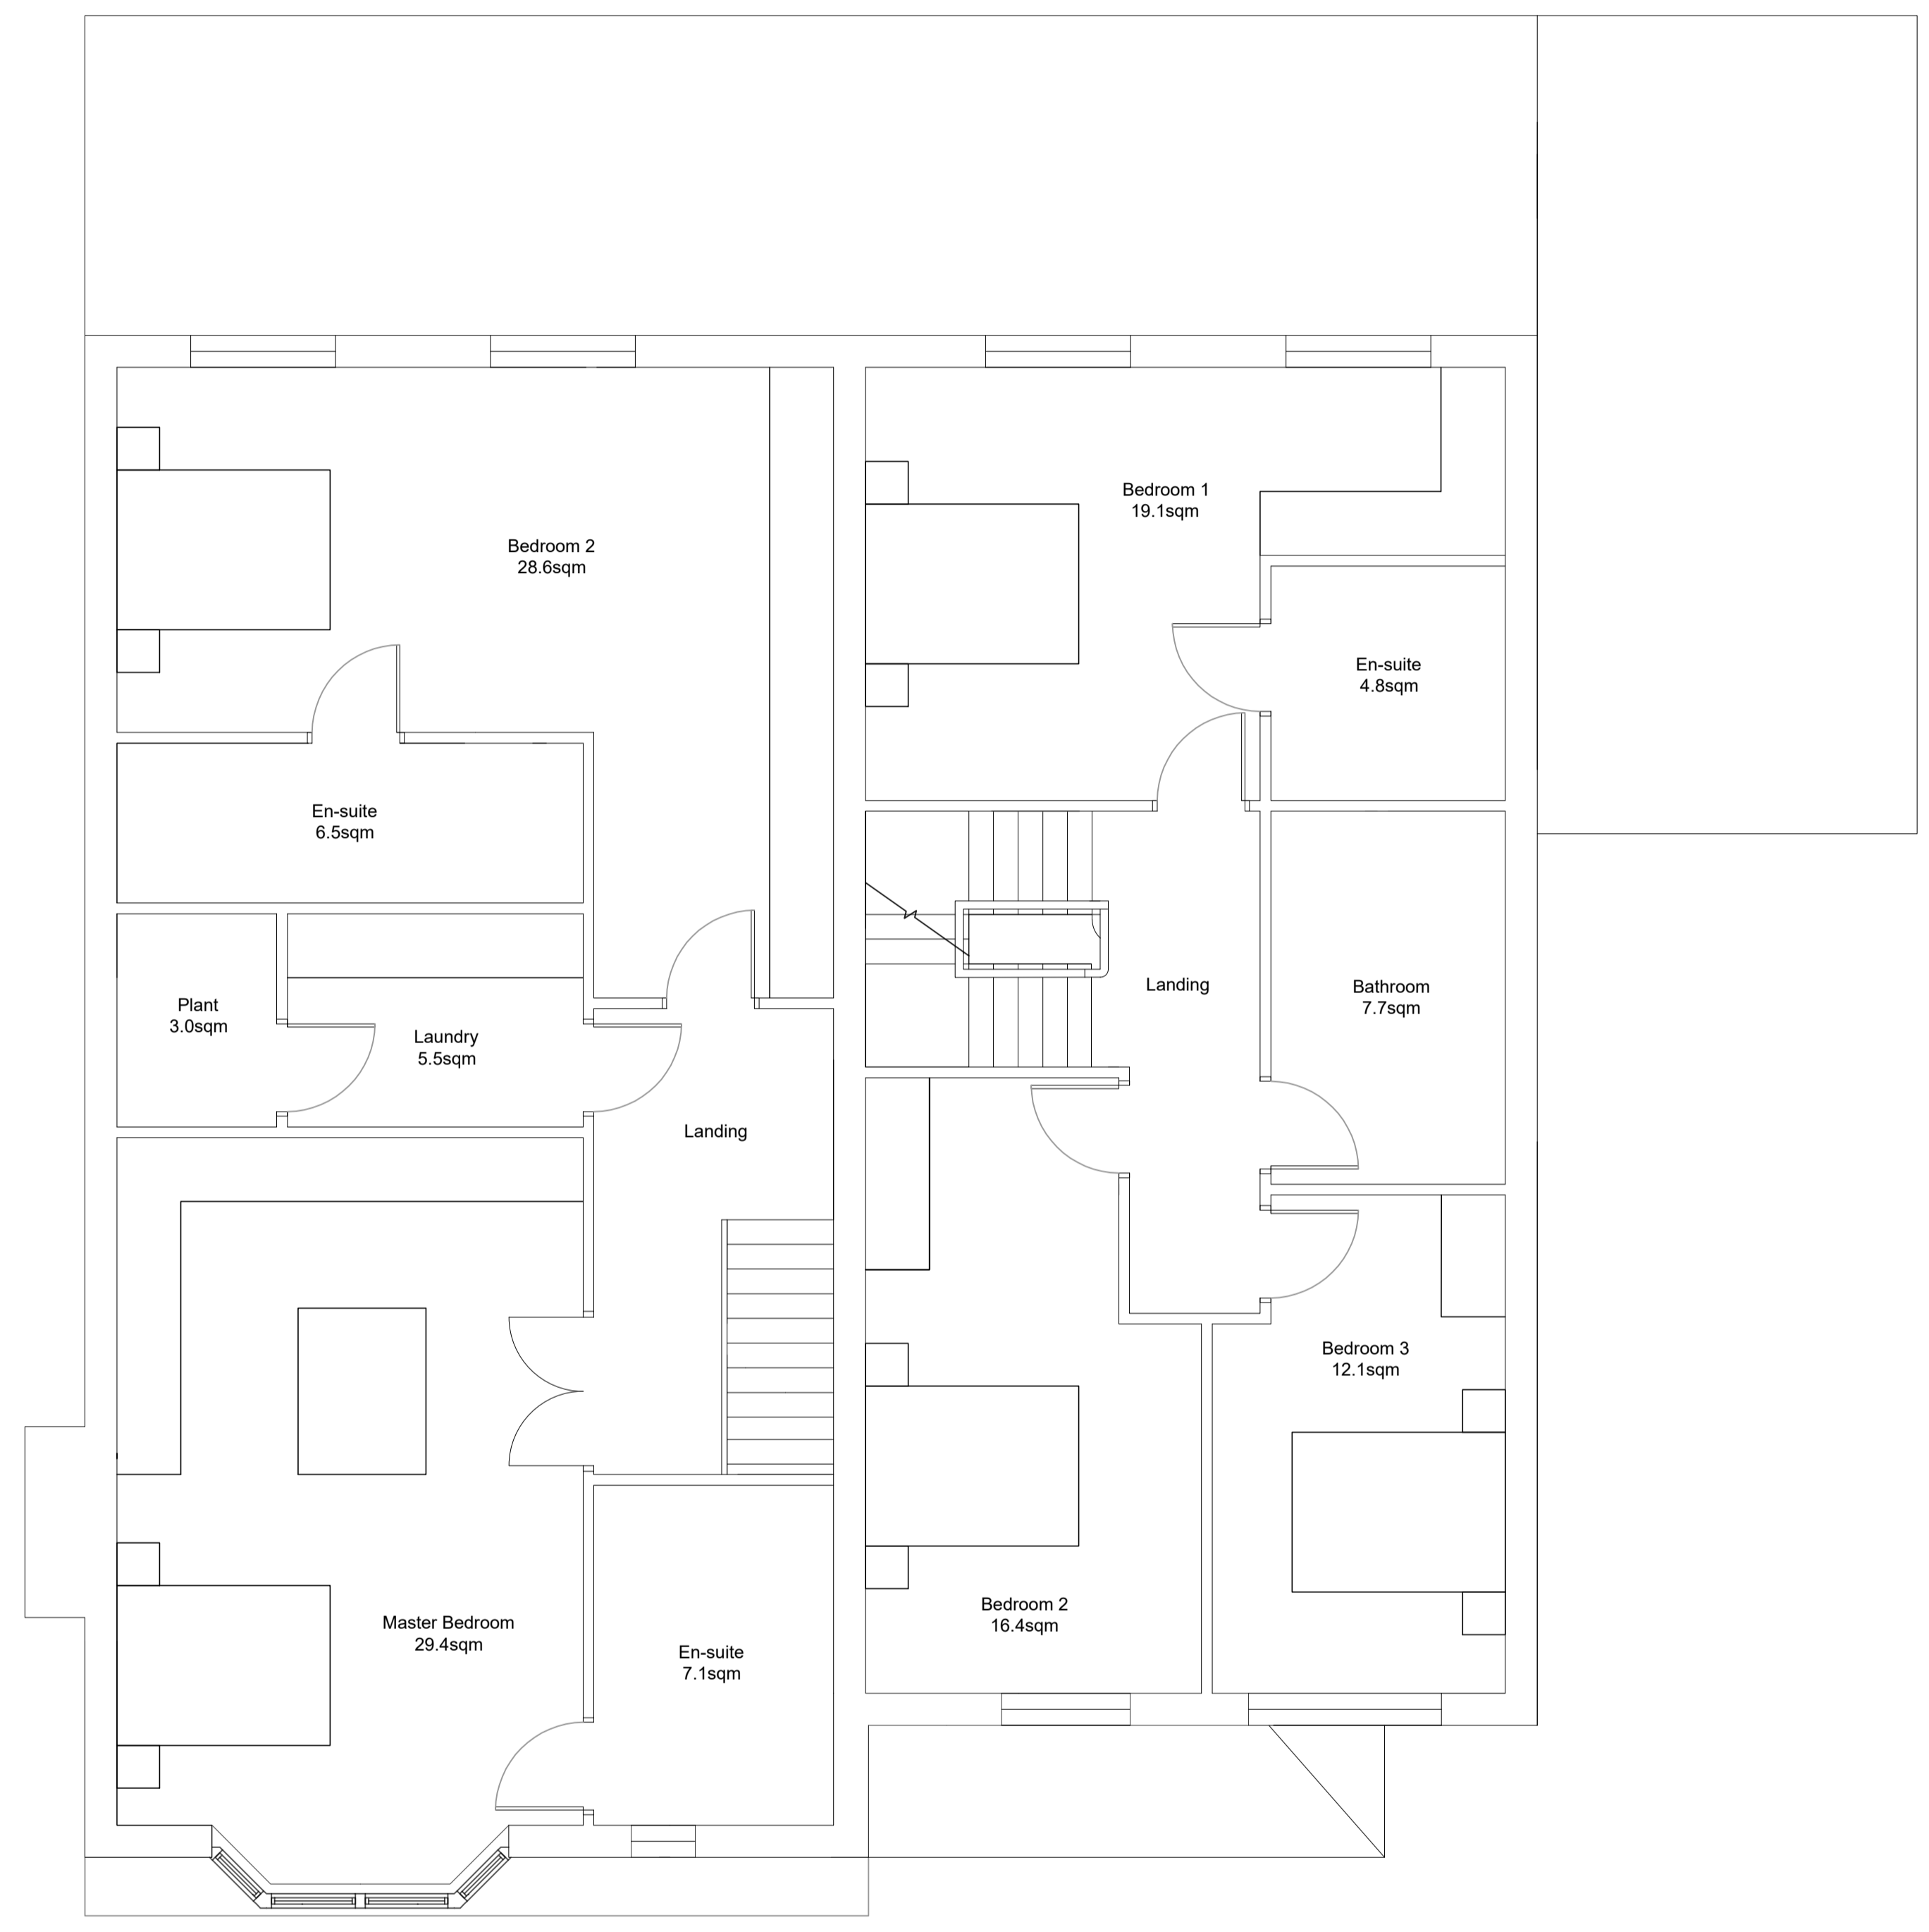 Bedroom 2
28.6sqm
En-suite
6.5sqm
Plant
3.0sqm
Laundry
5.5sqm
Landing
Master Bedroom
29.4sqm
En-suite
7.1sqm
Bedroom 1
19.1sqm
En-suite
4.8sqm
Landing
Bathroom
7.7sqm
Bedroom 3
12.1sqm
Bedroom 2
16.4sqm